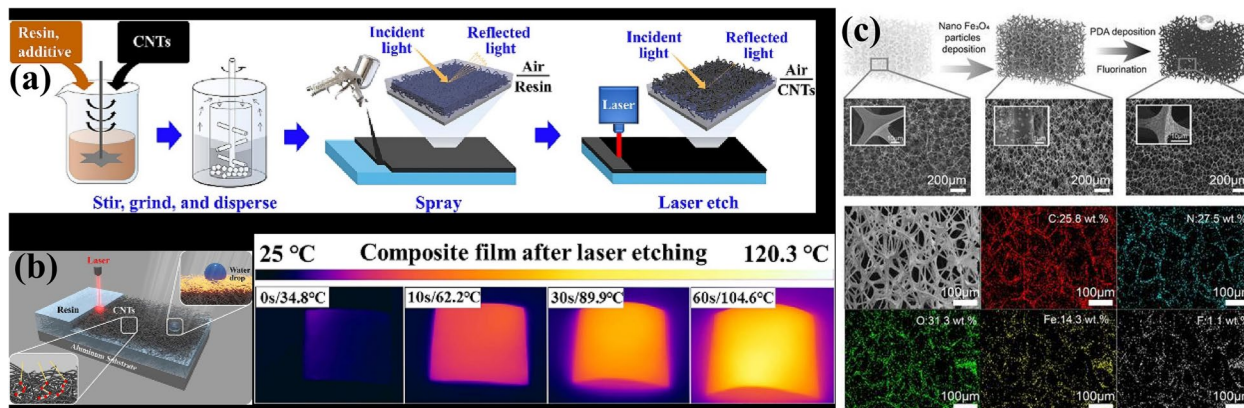 (a)
Resin,
additive
CNTs
Stir, grind, and disperse
Incident
light
Reflected
light
Air
Resin
Spray
Laser
Incident
light
Reflected
light
Air
CNTs
Laser etch
(b)
Laser
Water
drop
Resin
CNTs
Aluminum Substrate
25 °C Composite film after laser etching 120.3 °C
0s/34.8°C 10s/62.2°C 30s/89.9°C 60s/104.6°C
(c)
Nano Fe₃O₄
particles
deposition
PDA deposition
Fluorination
200μm 200μm 200μm
C:25.8 wt.% N:27.5 wt.%
100μm 100μm 100μm
O:31.3 wt.% Fe:14.3 wt.% F:1.1 wt.%
100μm 100μm 100μm